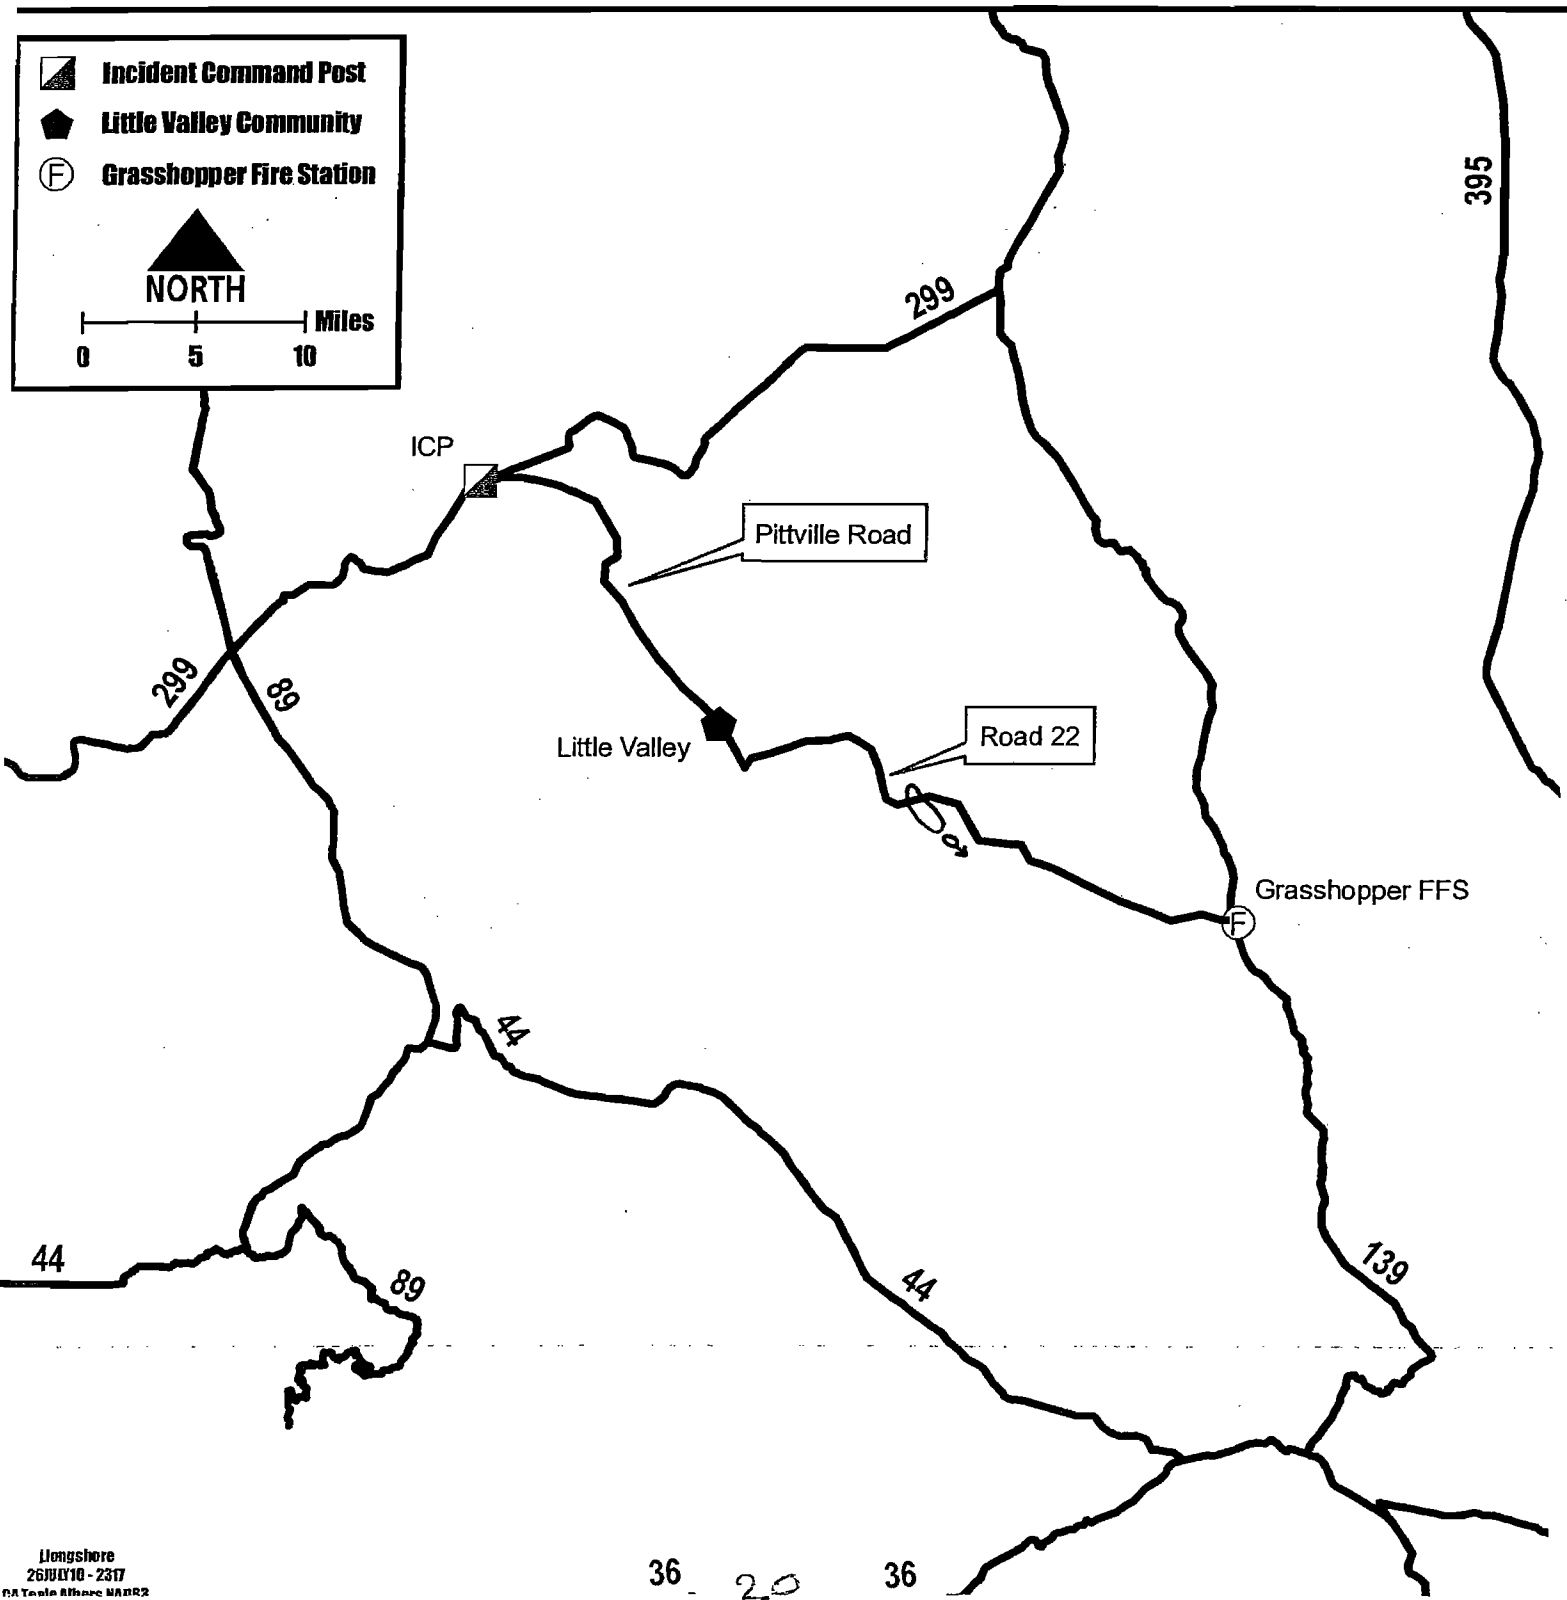 Incident Command Post
Little Valley Community
F Grasshopper Fire Station
NORTH
Miles
0 5 10
395
299
ICP
Pittville Road
299
89
Little Valley
Road 22
Grasshopper FFS
F
44
44
89
44
139
36
20
36
26JULY10 - 2317